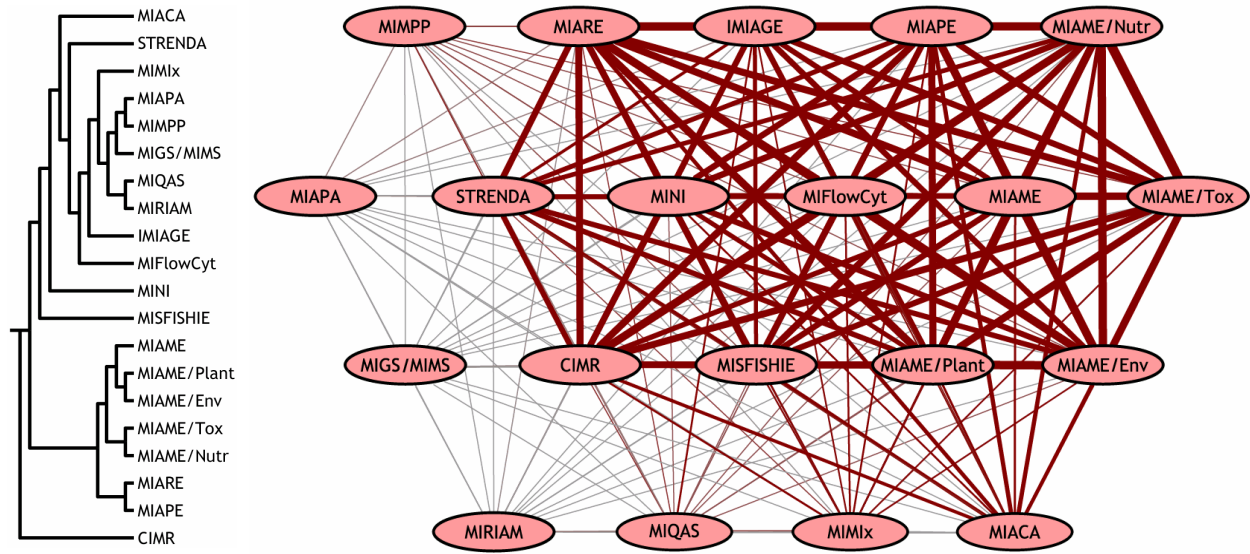 MIACA
STRENDA
MIMIx
MIAPA
MIMPP
MIGS/MIMS
MIQAS
MIRIAM
IMIAGE
MIFlowCyt
MINI
MISFISHIE
MIAME
MIAME/Plant
MIAME/Env
MIAME/Tox
MIAME/Nutr
MIARE
MIAPE
CIMR
MIMPP MIARE IMIAGE MIAPE MIAME/Nutr
MIAPA STRENDA MINI MIFlowCyt MIAME MIAME/Tox
MIGS/MIMS CIMR MISFISHIE MIAME/Plant MIAME/Env
MIRIAM MIQAS MIMIx MIACA